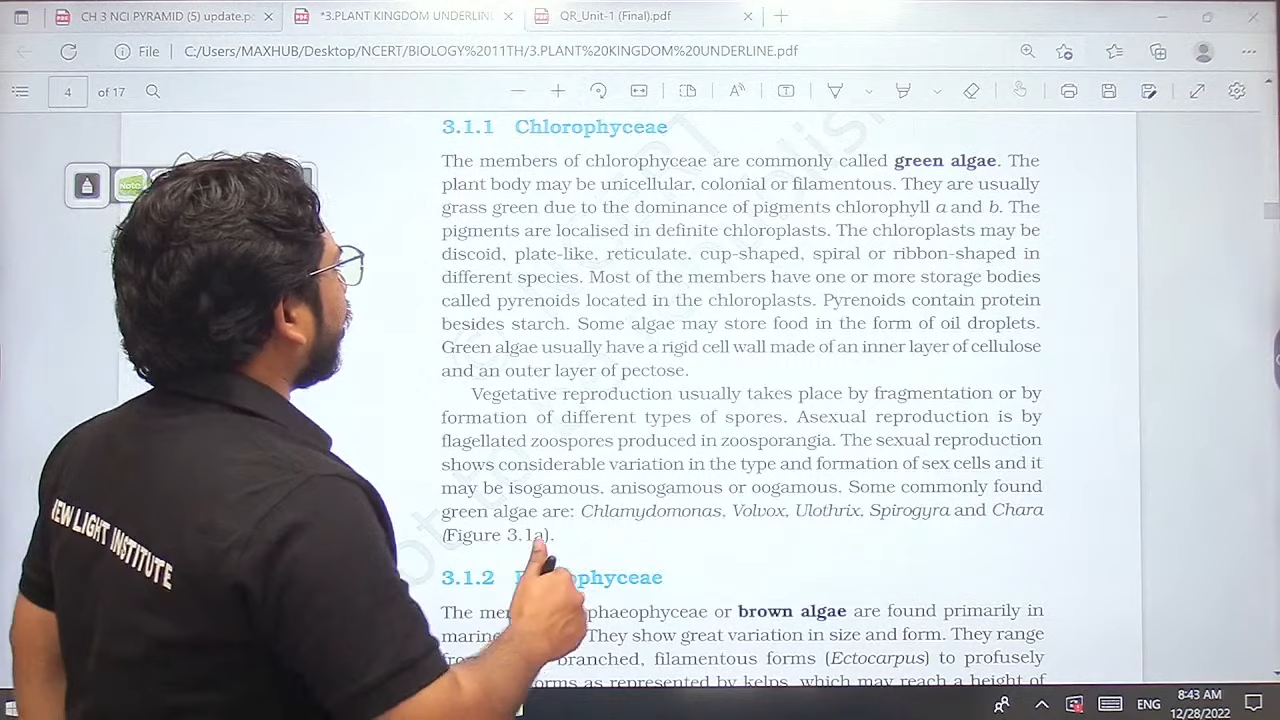 CH 3 NCI PYRAMID (5) update.p
*3.PLANT KINGDOM UNDERLIN
QR_Unit-1 (Final).pdf
File
C:/Users/MAXHUB/Desktop/NCERT/BIOLOGY%2011TH/3.PLANT%20KINGDOM%20UNDERLINE.pdf
4 of 17
Note
3.1.1 Chlorophyceae
The members of chlorophyceae are commonly called green algae. The
plant body may be unicellular, colonial or filamentous. They are usually
grass green due to the dominance of pigments chlorophyll a and b. The
pigments are localised in definite chloroplasts. The chloroplasts may be
discoid, plate-like, reticulate, cup-shaped, spiral or ribbon-shaped in
different species. Most of the members have one or more storage bodies
called pyrenoids located in the chloroplasts. Pyrenoids contain protein
besides starch. Some algae may store food in the form of oil droplets.
Green algae usually have a rigid cell wall made of an inner layer of cellulose
and an outer layer of pectose.
Vegetative reproduction usually takes place by fragmentation or by
formation of different types of spores. Asexual reproduction is by
flagellated zoospores produced in zoosporangia. The sexual reproduction
shows considerable variation in the type and formation of sex cells and it
may be isogamous, anisogamous or oogamous. Some commonly found
green algae are: Chlamydomonas, Volvox, Ulothrix, Spirogyra and Chara
(Figure 3.1a).
3.1.2 ophyceae
The phaeophyceae or brown algae are found primarily in
marine They show great variation in size and form. They range
branched, filamentous forms (Ectocarpus) to profusely
forms as represented by kelps, which may reach a height of
EW LIGHT INSTITUTE
ENG
8:43 AM
12/28/2022